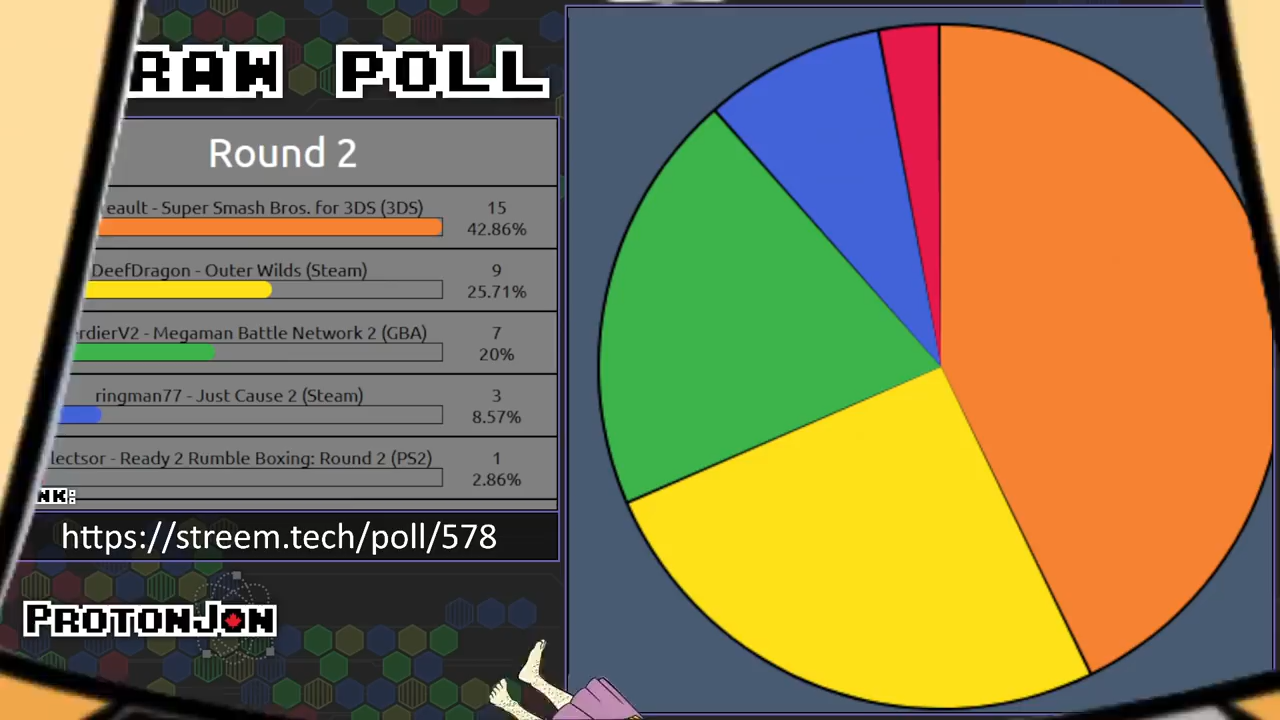 RAW POLL
Round 2
eault - Super Smash Bros. for 3DS (3DS)
15
42.86%
DeefDragon - Outer Wilds (Steam)
9
25.71%
rdierV2 - Megaman Battle Network 2 (GBA)
7
20%
ringman77 - Just Cause 2 (Steam)
3
8.57%
lectsor - Ready 2 Rumble Boxing: Round 2 (PS2)
1
2.86%
NK:
https://streem.tech/poll/578
PROTONJON